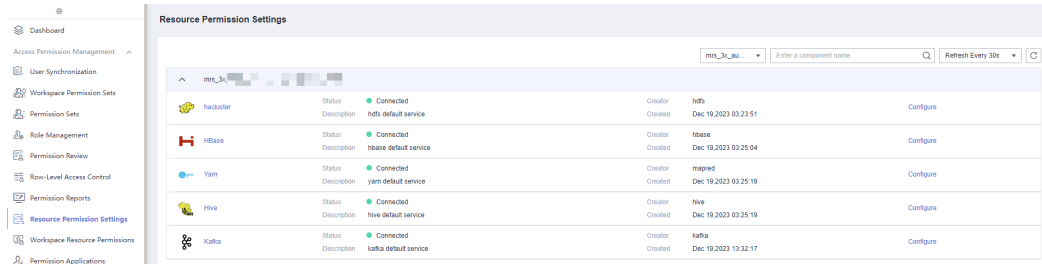 Dashboard
Access Permission Management
User Synchronization
Workspace Permission Sets
Permission Sets
Role Management
Permission Review
Row-Level Access Control
Permission Reports
Resource Permission Settings
Workspace Resource Permissions
Permission Applications
Resource Permission Settings
mrs_3x_au... Enter a component name. Refresh Every 30s
mrs_3x_
hacluster Status Connected Creator hdfs Configure
Description hdfs default service Created Dec 19,2023 03:23:51
HBase Status Connected Creator hbase Configure
Description hbase default service Created Dec 19,2023 03:25:04
Yarn Status Connected Creator mapred Configure
Description yarn default service Created Dec 19,2023 03:25:19
Hive Status Connected Creator hive Configure
Description hive default service Created Dec 19,2023 03:25:19
Kafka Status Connected Creator kafka Configure
Description kafka default service Created Dec 19,2023 13:32:17